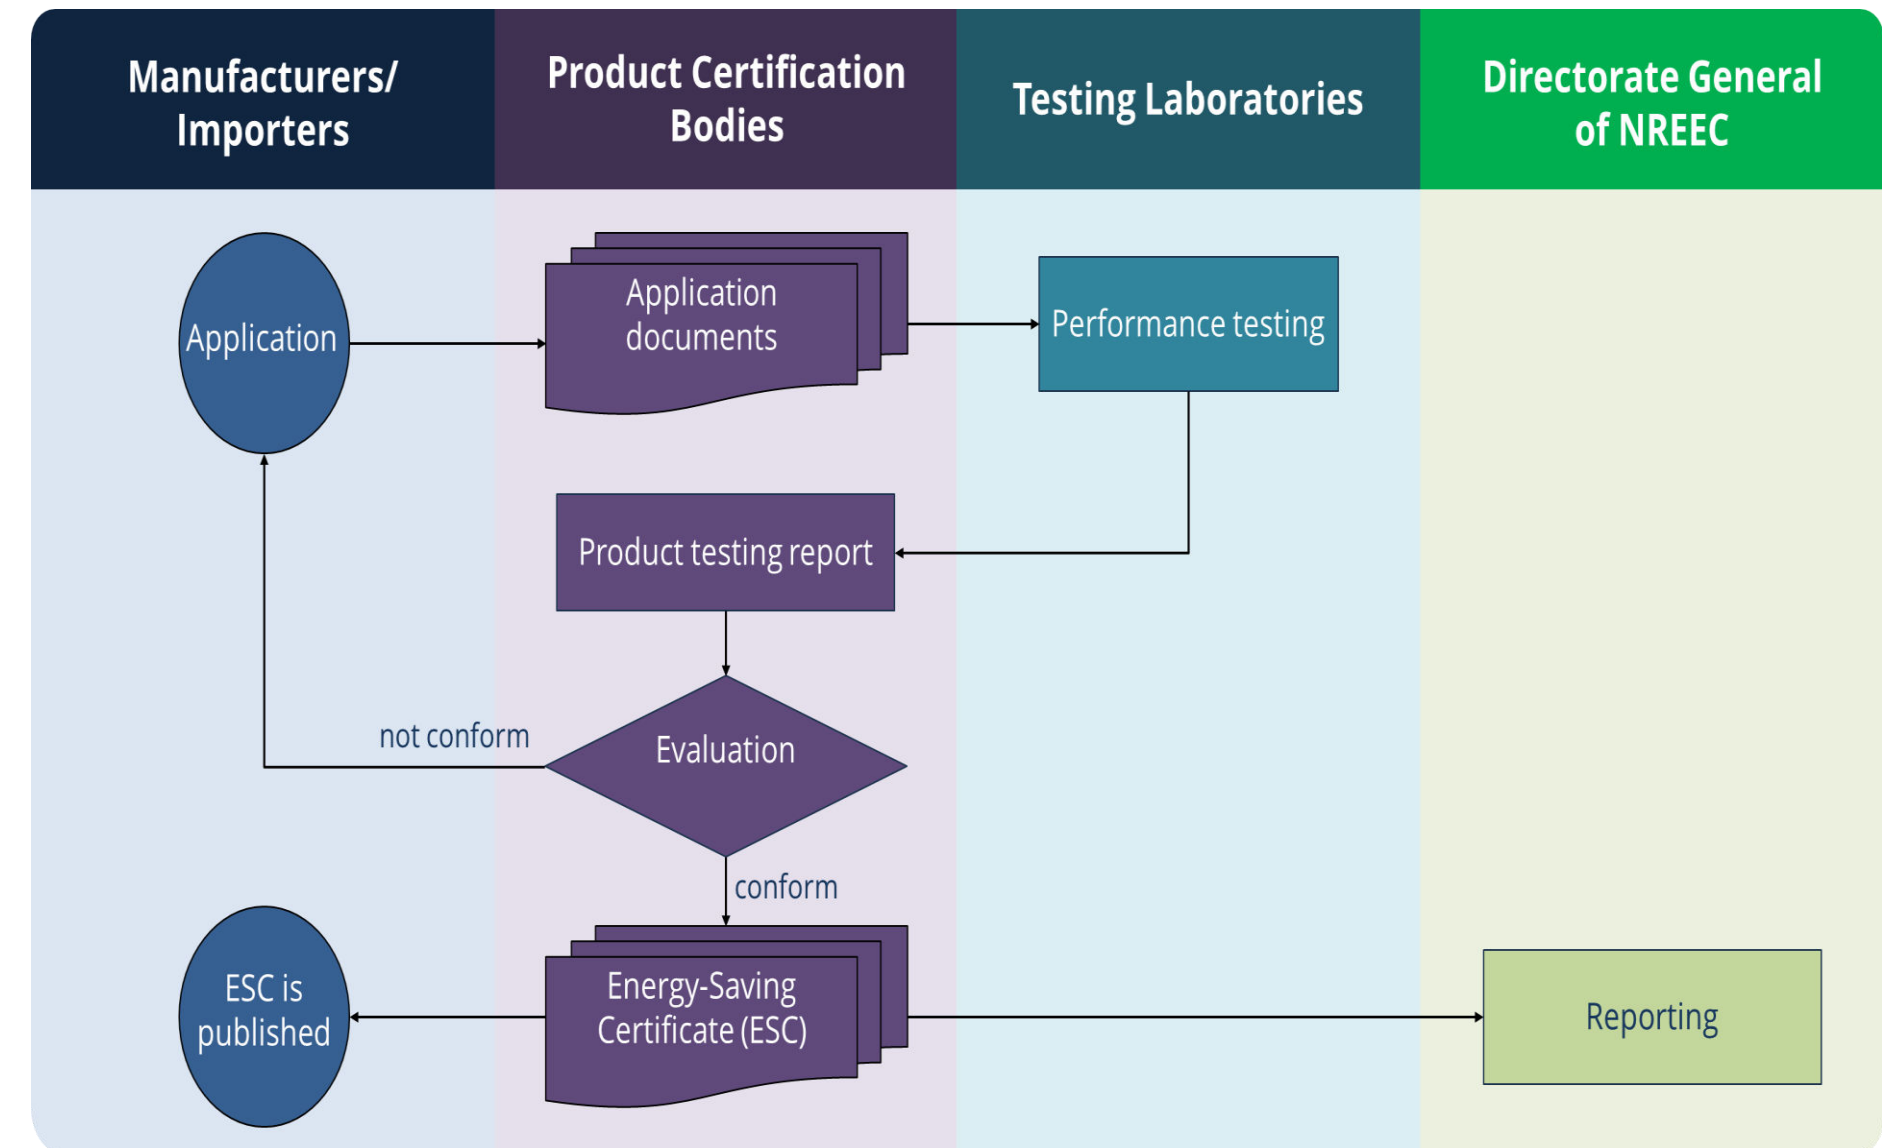 Manufacturers/
Importers
Product Certification
Bodies
Testing Laboratories
Directorate General
of NREEC
Application
Application
documents
Performance testing
Product testing report
not conform
Evaluation
conform
ESC is
published
Energy-Saving
Certificate (ESC)
Reporting